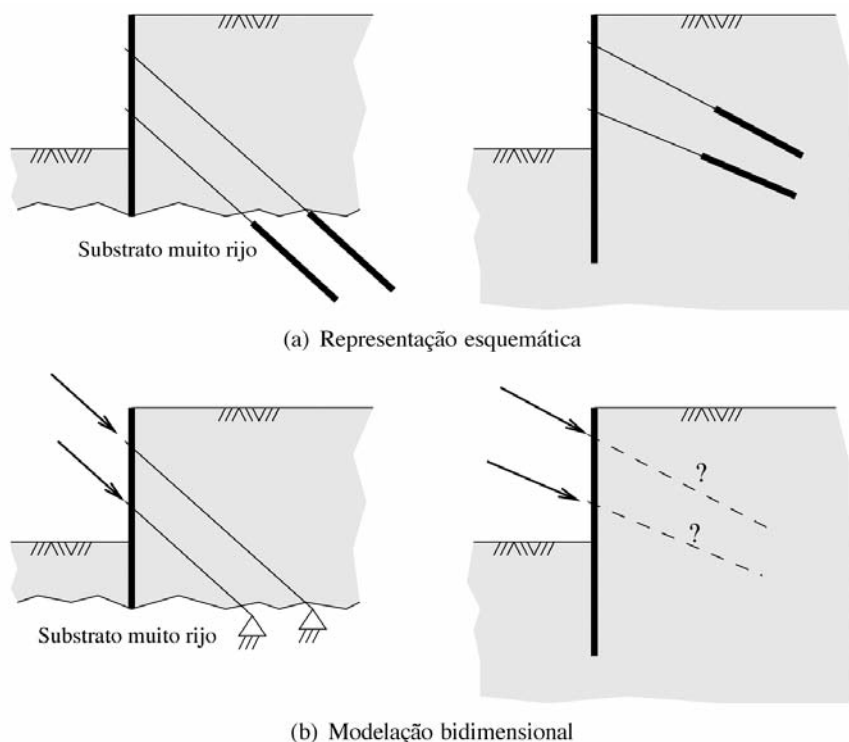 Substrato muito rijo
(a) Representação esquemática
?
?
Substrato muito rijo
(b) Modelação bidimensional